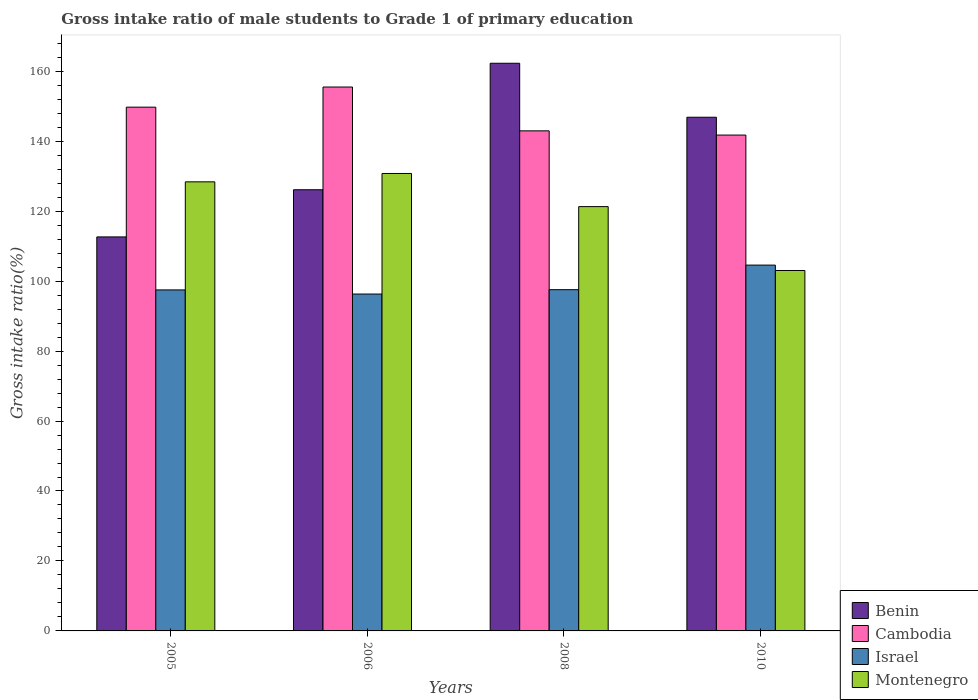 Gross intake ratio of male students to Grade 1 of primary education
160
140
120
100
80
60
40
20
0
Gross intake ratio(%)
2005
2006
2008
2010
Years
Benin
Cambodia
Israel
Montenegro